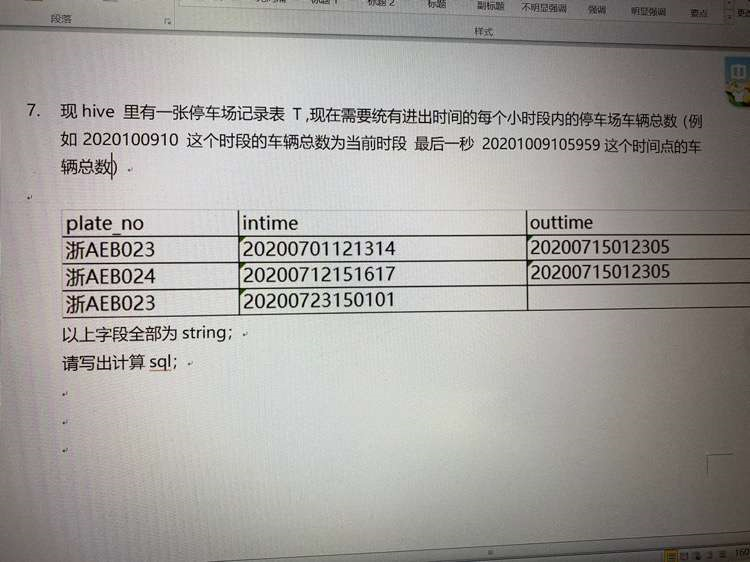 段落
标题 1
标题 2
标题
副标题
不明显强调
强调
明显强调
要点
样式
7. 现 hive 里有一张停车场记录表 T ,现在需要统有进出时间的每个小时段内的停车场车辆总数 (例
如 2020100910 这个时段的车辆总数为当前时段 最后一秒 20201009105959 这个时间点的车
辆总数)
plate_no intime outtime
浙AEB023 20200701121314 20200715012305
浙AEB024 20200712151617 20200715012305
浙AEB023 20200723150101
以上字段全部为 string;
请写出计算 sql;